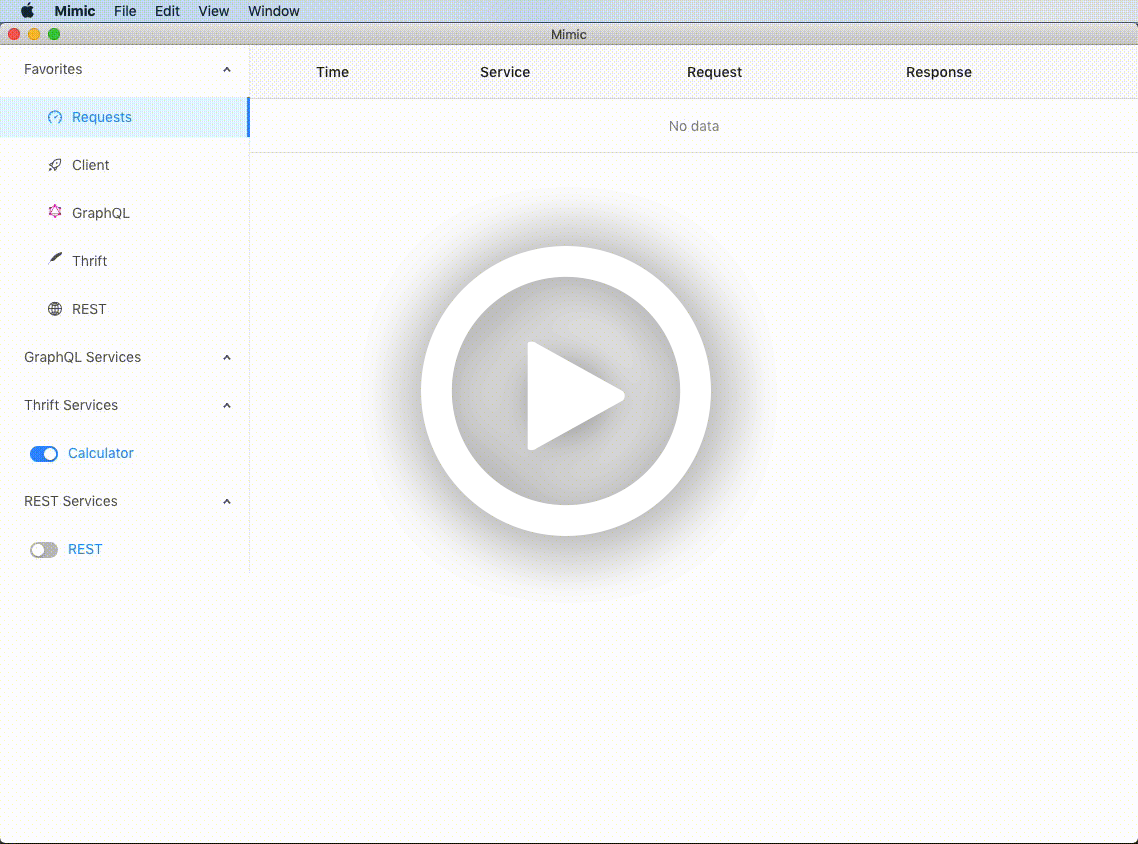 Mimic File Edit View Window
Mimic
Favorites
Time Service Request Response
Requests
No data
Client
GraphQL
Thrift
REST
GraphQL Services
Thrift Services
Calculator
REST Services
REST